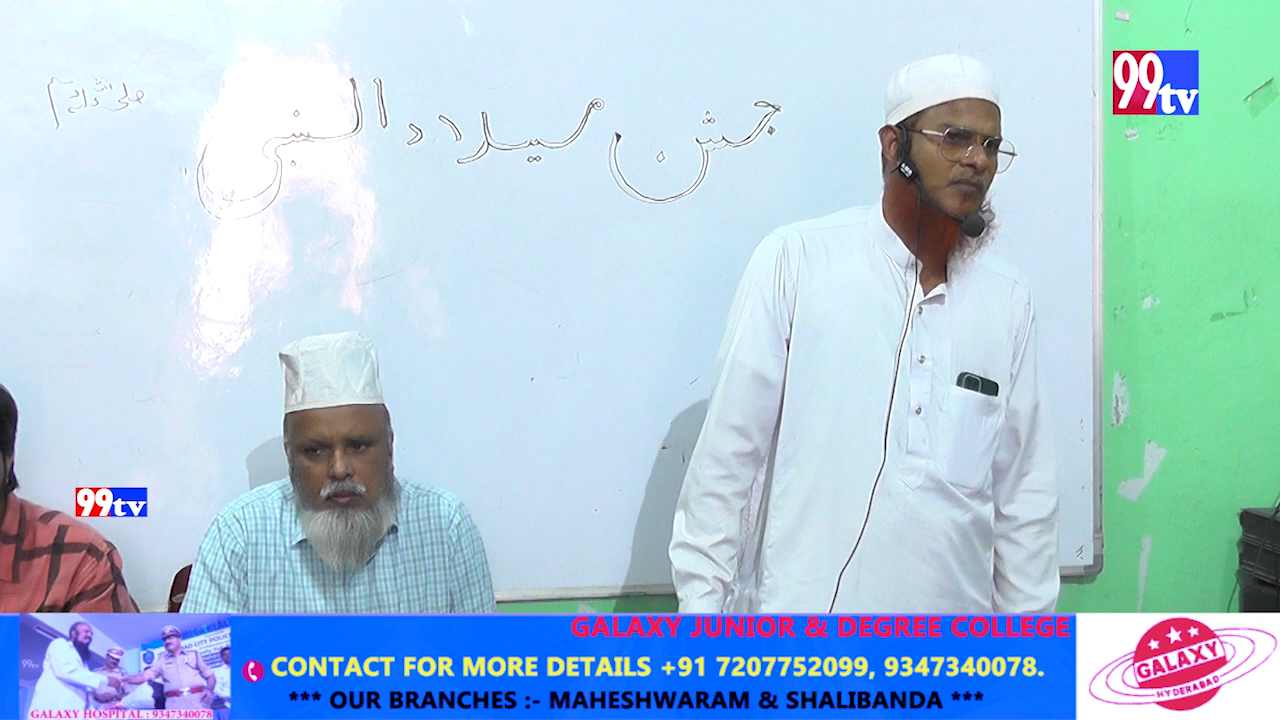 جشن میلاد النبی صلی اللہ علیہ وسلم
99tv
99tv
GALAXY JUNIOR & DEGREE COLLEGE
CONTACT FOR MORE DETAILS +91 7207752099, 9347340078.
*** OUR BRANCHES :- MAHESHWARAM & SHALIBANDA ***
GALAXY HOSPITAL : 9347340078
GALAXY
HYDERABAD